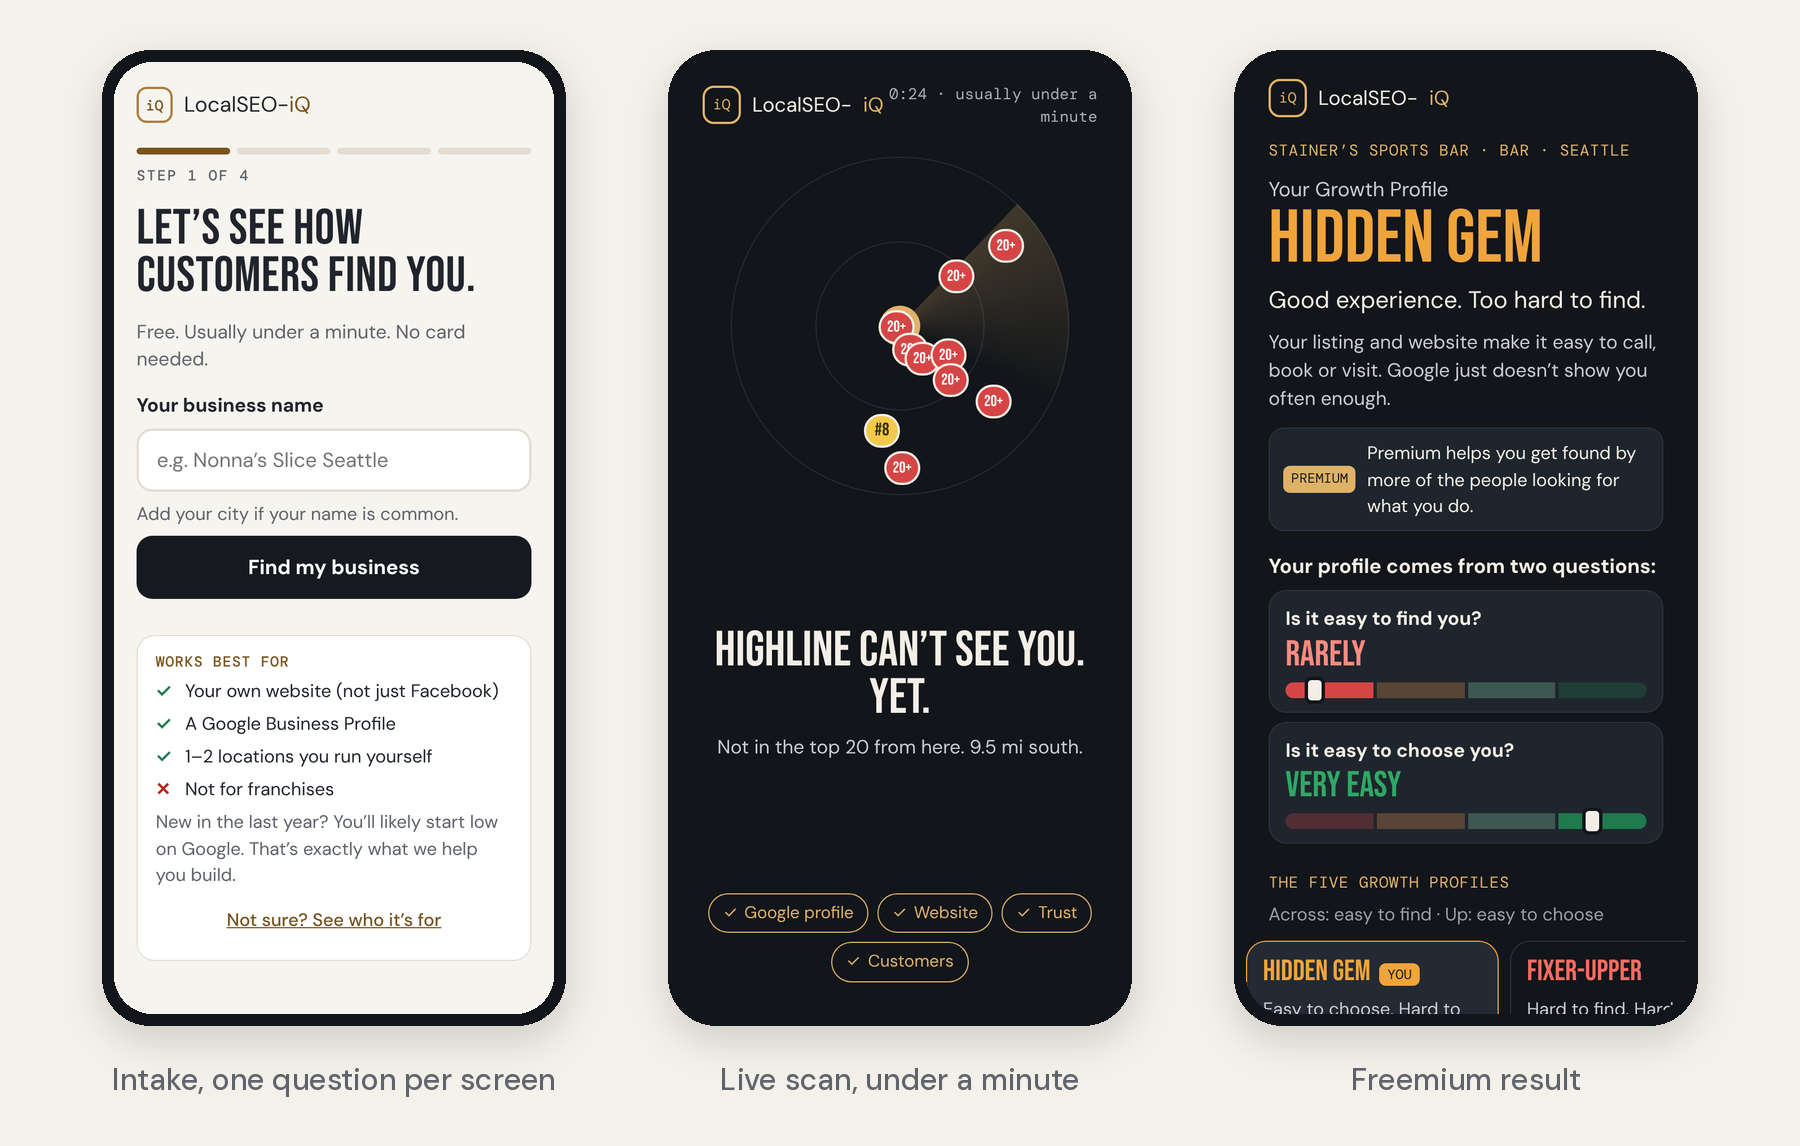 iQ LocalSEO-iQ
STEP 1 OF 4
LET'S SEE HOW
CUSTOMERS FIND YOU.
Free. Usually under a minute. No card
needed.
Your business name
e.g. Nonna's Slice Seattle
Add your city if your name is common.
Find my business
WORKS BEST FOR
✓ Your own website (not just Facebook)
✓ A Google Business Profile
✓ 1–2 locations you run yourself
✕ Not for franchises
New in the last year? You'll likely start low
on Google. That's exactly what we help
you build.
Not sure? See who it's for
Intake, one question per screen
iQ LocalSEO- iQ
0:24 · usually under a
minute
20+
20+
20+
20+
20+
20+
20+
#8
20+
HIGHLINE CAN'T SEE YOU.
YET.
Not in the top 20 from here. 9.5 mi south.
✓ Google profile ✓ Website ✓ Trust
✓ Customers
Live scan, under a minute
iQ LocalSEO- iQ
STAINER'S SPORTS BAR · BAR · SEATTLE
Your Growth Profile
HIDDEN GEM
Good experience. Too hard to find.
Your listing and website make it easy to call,
book or visit. Google just doesn't show you
often enough.
PREMIUM
Premium helps you get found by
more of the people looking for
what you do.
Your profile comes from two questions:
Is it easy to find you?
RARELY
Is it easy to choose you?
VERY EASY
THE FIVE GROWTH PROFILES
Across: easy to find · Up: easy to choose
HIDDEN GEM YOU
Easy to choose. Hard to
FIXER-UPPER
Hard to find. Hard
Freemium result